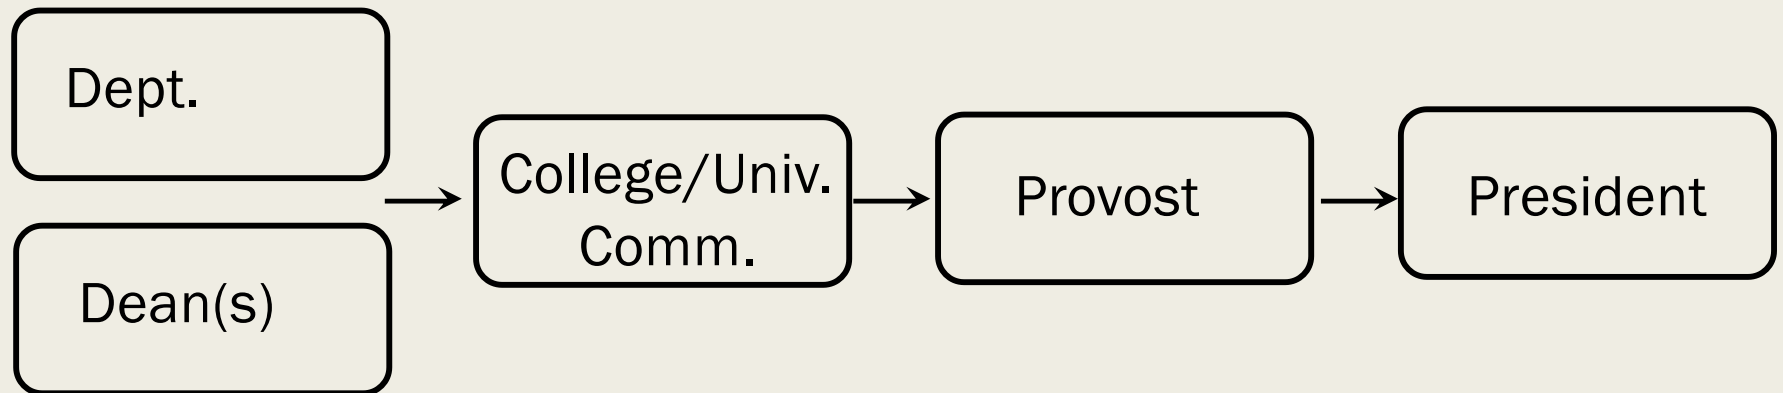 Dept.
Dean(s)
College/Univ.
Comm.
Provost
President